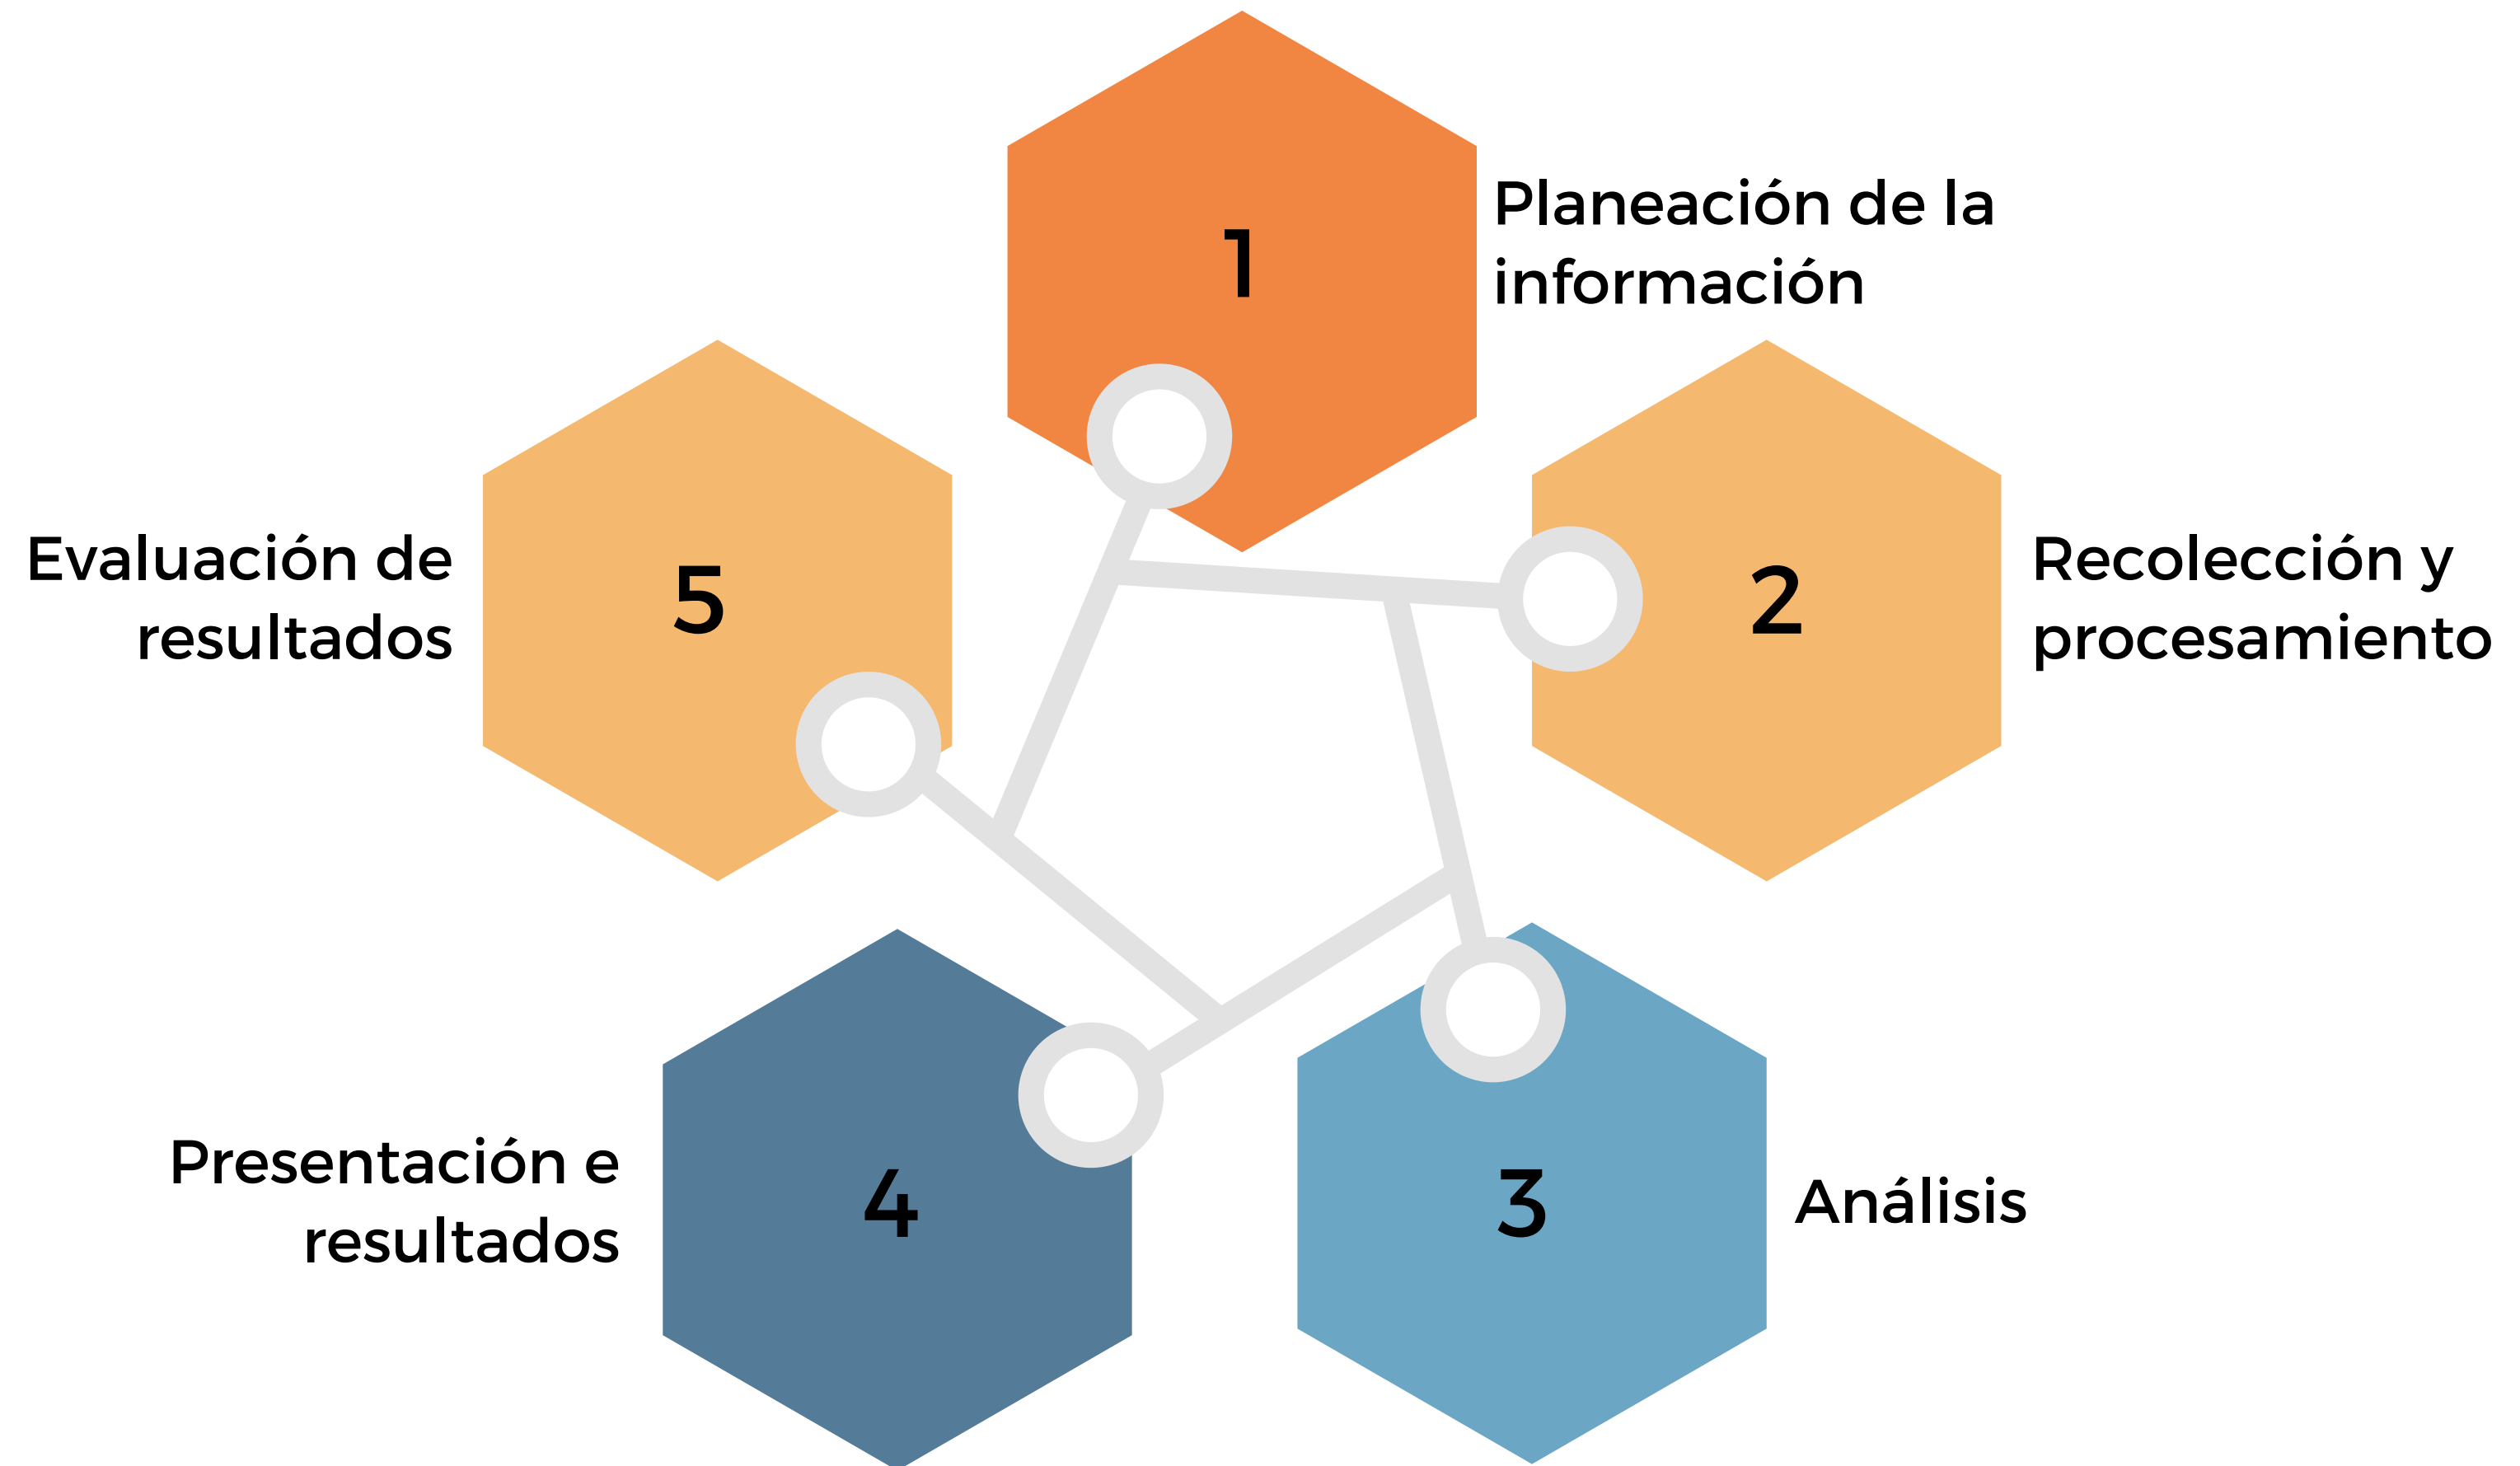 1
Planeación de la
información
2
Recolección y
procesamiento
3
Análisis
4
Presentación e
resultados
5
Evaluación de
resultados